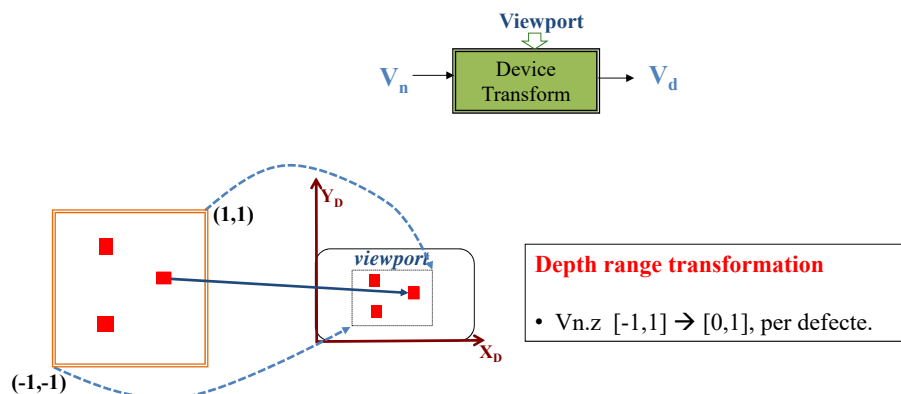 Viewport
Vn
Device
Transform
Vd
(1,1)
YD
viewport
XD
(-1,-1)
Depth range transformation
• Vn.z [-1,1] → [0,1], per defecte.